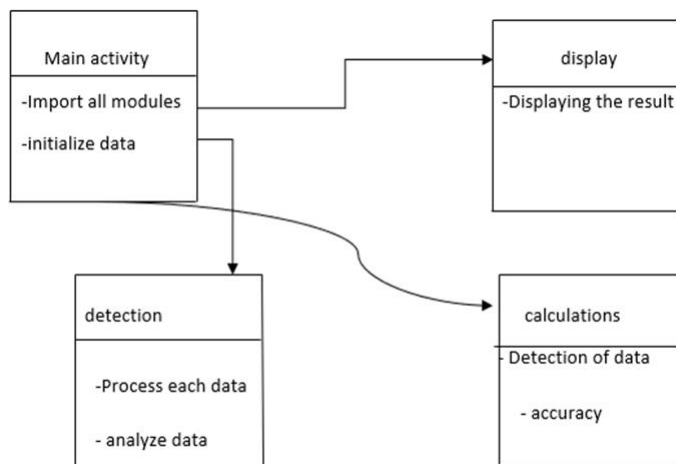 Main activity
-Import all modules
-initialize data
display
-Displaying the result
detection
-Process each data
- analyze data
calculations
- Detection of data
- accuracy